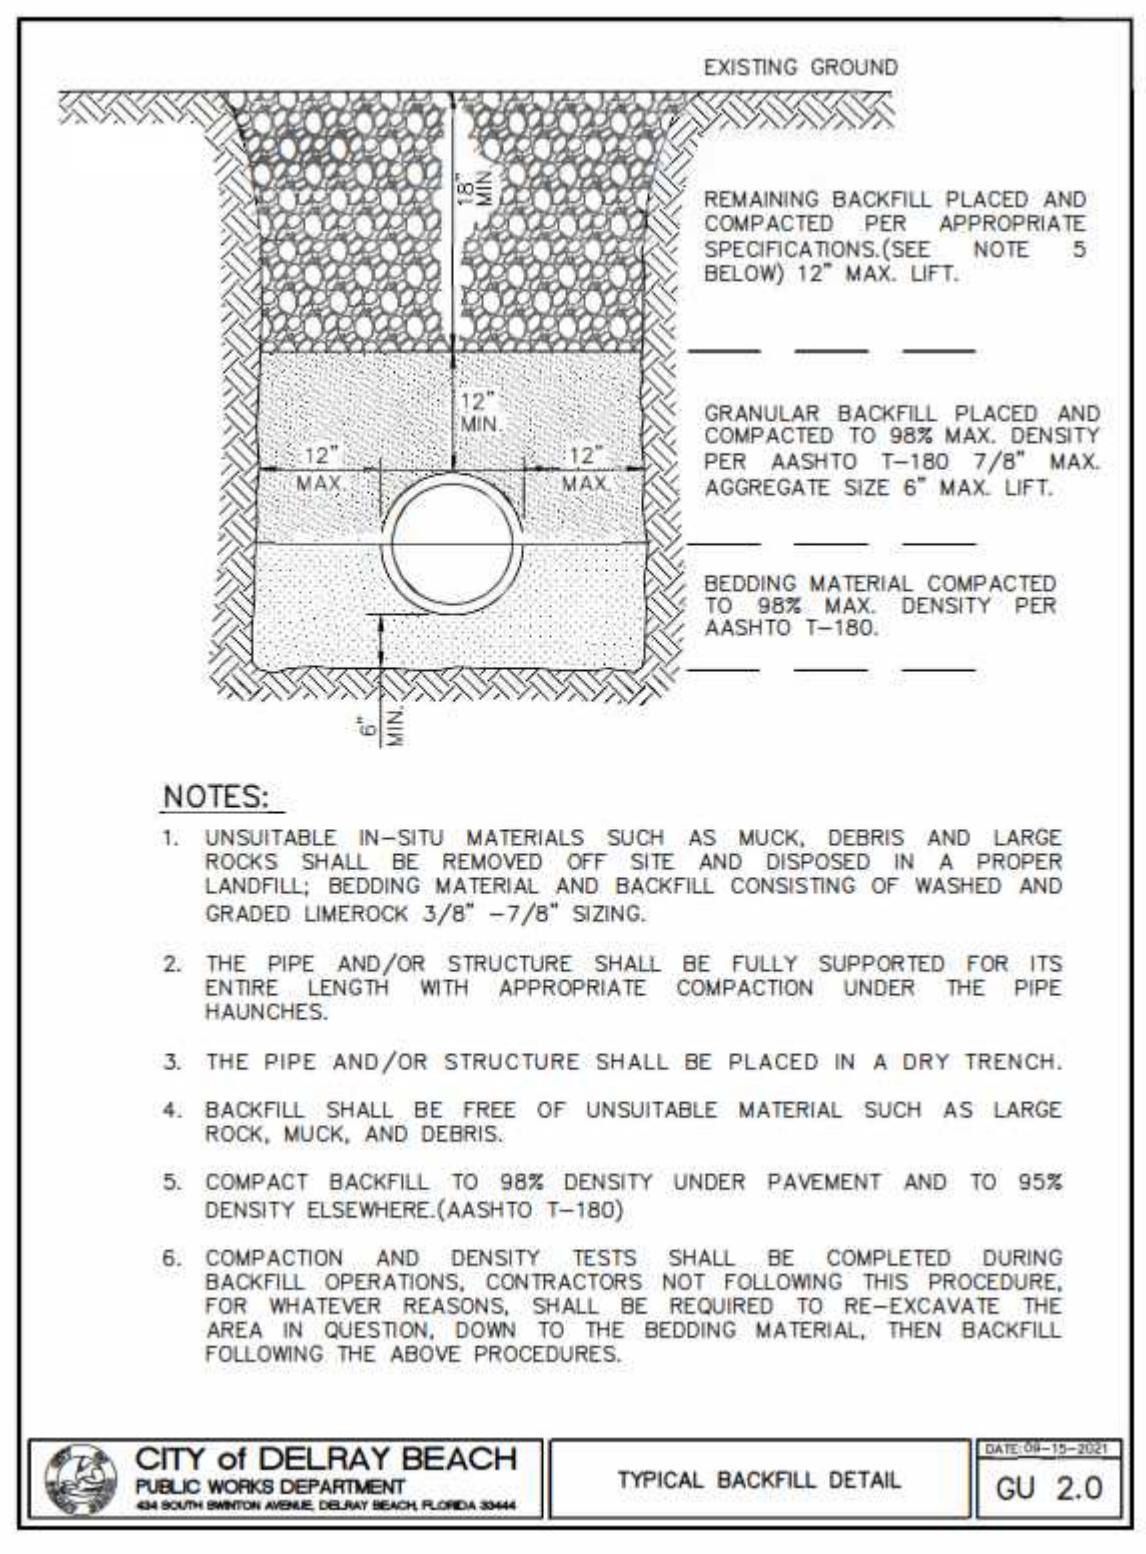 EXISTING GROUND
18"
MIN.
REMAINING BACKFILL PLACED AND
COMPACTED PER APPROPRIATE
SPECIFICATIONS.(SEE NOTE 5
BELOW) 12" MAX. LIFT.
12"
MIN.
12"
MAX.
12"
MAX.
GRANULAR BACKFILL PLACED AND
COMPACTED TO 98% MAX. DENSITY
PER AASHTO T-180 7/8" MAX.
AGGREGATE SIZE 6" MAX. LIFT.
BEDDING MATERIAL COMPACTED
TO 98% MAX. DENSITY PER
AASHTO T-180.
6"
MIN.
NOTES:
1. UNSUITABLE IN-SITU MATERIALS SUCH AS MUCK, DEBRIS AND LARGE
ROCKS SHALL BE REMOVED OFF SITE AND DISPOSED IN A PROPER
LANDFILL; BEDDING MATERIAL AND BACKFILL CONSISTING OF WASHED AND
GRADED LIMEROCK 3/8" -7/8" SIZING.
2. THE PIPE AND/OR STRUCTURE SHALL BE FULLY SUPPORTED FOR ITS
ENTIRE LENGTH WITH APPROPRIATE COMPACTION UNDER THE PIPE
HAUNCHES.
3. THE PIPE AND/OR STRUCTURE SHALL BE PLACED IN A DRY TRENCH.
4. BACKFILL SHALL BE FREE OF UNSUITABLE MATERIAL SUCH AS LARGE
ROCK, MUCK, AND DEBRIS.
5. COMPACT BACKFILL TO 98% DENSITY UNDER PAVEMENT AND TO 95%
DENSITY ELSEWHERE.(AASHTO T-180)
6. COMPACTION AND DENSITY TESTS SHALL BE COMPLETED DURING
BACKFILL OPERATIONS, CONTRACTORS NOT FOLLOWING THIS PROCEDURE,
FOR WHATEVER REASONS, SHALL BE REQUIRED TO RE-EXCAVATE THE
AREA IN QUESTION, DOWN TO THE BEDDING MATERIAL, THEN BACKFILL
FOLLOWING THE ABOVE PROCEDURES.
CITY of DELRAY BEACH
PUBLIC WORKS DEPARTMENT
434 SOUTH SWINTON AVENUE, DELRAY BEACH, FLORIDA 33444
TYPICAL BACKFILL DETAIL
DATE: 09-15-2021
GU 2.0